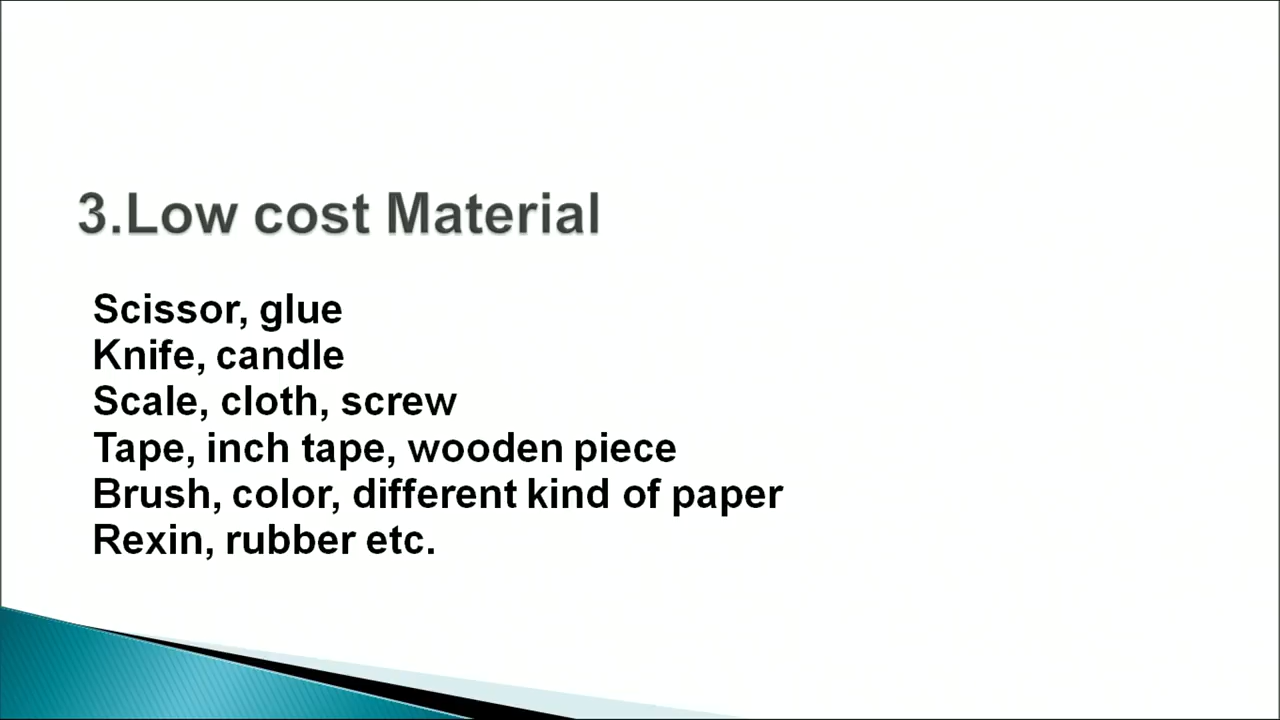 3.Low cost Material
Scissor, glue
Knife, candle
Scale, cloth, screw
Tape, inch tape, wooden piece
Brush, color, different kind of paper
Rexin, rubber etc.